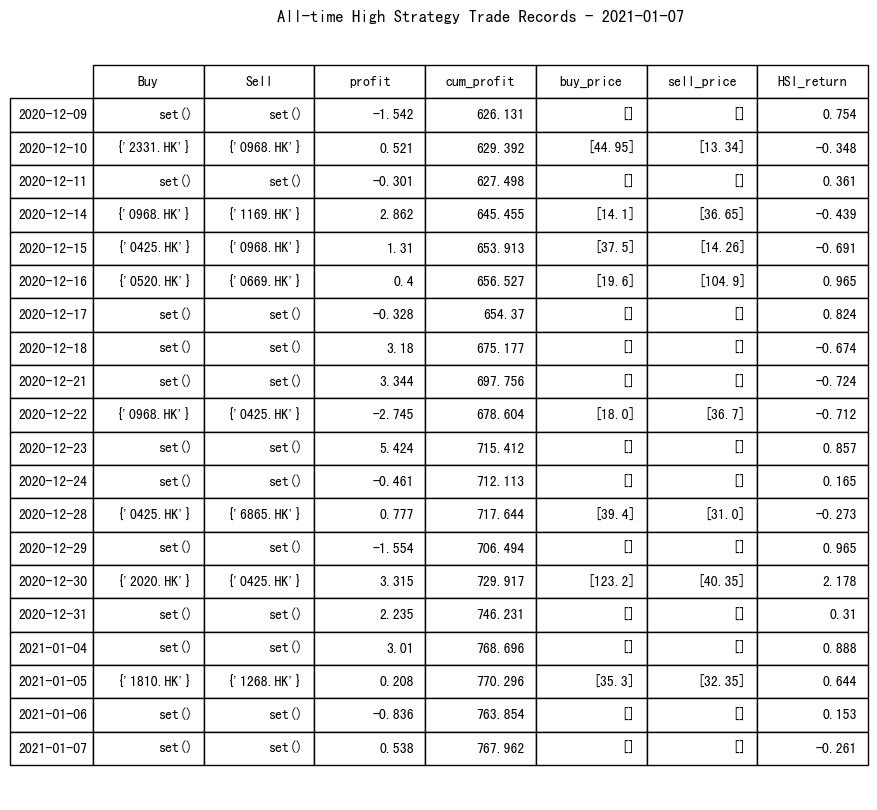 All-time High Strategy Trade Records - 2021-01-07
Buy Sell profit cum_profit buy_price sell_price HSI_return
2020-12-09 set() set() -1.542 626.131 [] [] 0.754
2020-12-10 {'2331.HK'} {'0968.HK'} 0.521 629.392 [44.95] [13.34] -0.348
2020-12-11 set() set() -0.301 627.498 [] [] 0.361
2020-12-14 {'0968.HK'} {'1169.HK'} 2.862 645.455 [14.1] [36.65] -0.439
2020-12-15 {'0425.HK'} {'0968.HK'} 1.31 653.913 [37.5] [14.26] -0.691
2020-12-16 {'0520.HK'} {'0669.HK'} 0.4 656.527 [19.6] [104.9] 0.965
2020-12-17 set() set() -0.328 654.37 [] [] 0.824
2020-12-18 set() set() 3.18 675.177 [] [] -0.674
2020-12-21 set() set() 3.344 697.756 [] [] -0.724
2020-12-22 {'0968.HK'} {'0425.HK'} -2.745 678.604 [18.0] [36.7] -0.712
2020-12-23 set() set() 5.424 715.412 [] [] 0.857
2020-12-24 set() set() -0.461 712.113 [] [] 0.165
2020-12-28 {'0425.HK'} {'6865.HK'} 0.777 717.644 [39.4] [31.0] -0.273
2020-12-29 set() set() -1.554 706.494 [] [] 0.965
2020-12-30 {'2020.HK'} {'0425.HK'} 3.315 729.917 [123.2] [40.35] 2.178
2020-12-31 set() set() 2.235 746.231 [] [] 0.31
2021-01-04 set() set() 3.01 768.696 [] [] 0.888
2021-01-05 {'1810.HK'} {'1268.HK'} 0.208 770.296 [35.3] [32.35] 0.644
2021-01-06 set() set() -0.836 763.854 [] [] 0.153
2021-01-07 set() set() 0.538 767.962 [] [] -0.261